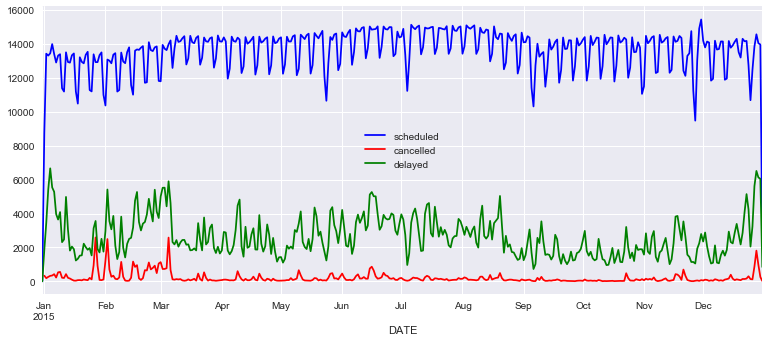 16000
14000
12000
10000
8000
6000
4000
2000
0
scheduled
cancelled
delayed
Jan Feb Mar Apr May Jun Jul Aug Sep Oct Nov Dec
2015
DATE